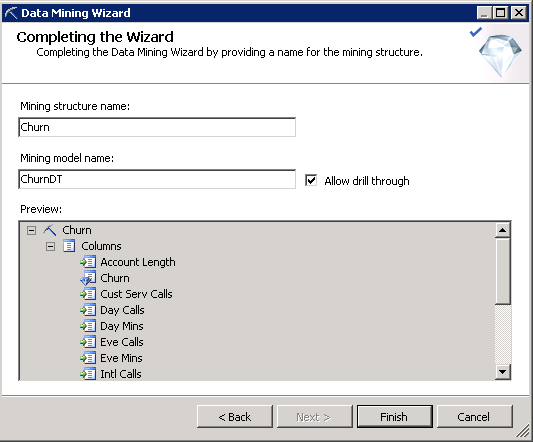 Data Mining Wizard
Completing the Wizard
Completing the Data Mining Wizard by providing a name for the mining structure.
Mining structure name:
Churn
Mining model name:
ChurnDT
Allow drill through
Preview:
Churn
Columns
Account Length
Churn
Cust Serv Calls
Day Calls
Day Mins
Eve Calls
Eve Mins
Intl Calls
< Back
Next >
Finish
Cancel